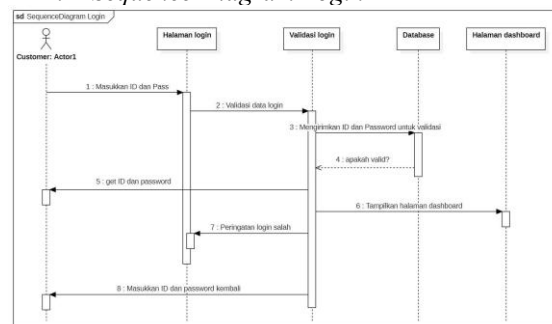 sd SequenceDiagram Login
Customer: Actor1
Halaman login
Validasi login
Database
Halaman dashboard
1 : Masukkan ID dan Pass
2 : Validasi data login
3 : Mengirimkan ID dan Password untuk validasi
4 : apakah valid?
5 : get ID dan password
6 : Tampilkan halaman dashboard
7 : Peringatan login salah
8 : Masukkan ID dan password kembali